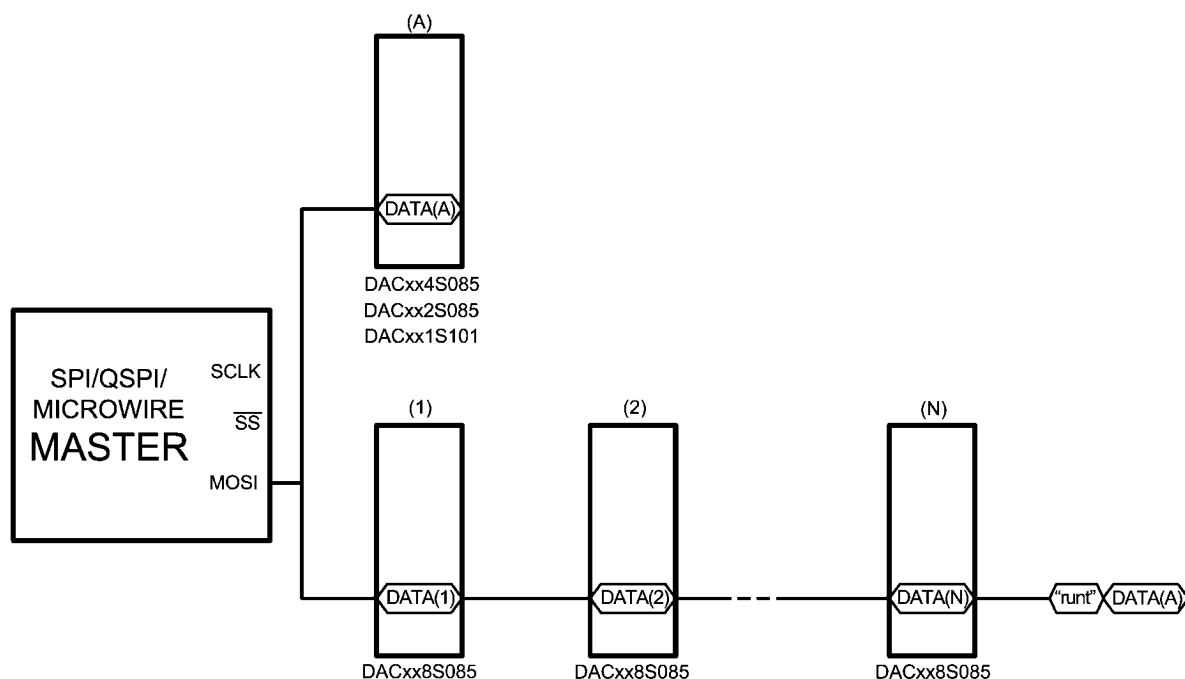 (A)
DATA(A)
DACxx4S085
DACxx2S085
DACxx1S101
SPI/QSPI/
MICROWIRE
MASTER
SCLK
SS
MOSI
(1)
(2)
(N)
DATA(1)
DATA(2)
DATA(N)
"runt"
DATA(A)
DACxx8S085
DACxx8S085
DACxx8S085